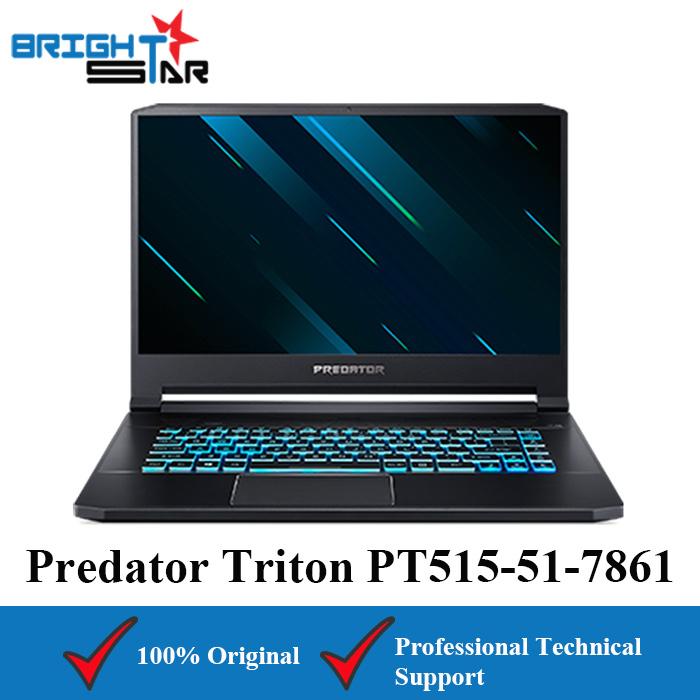 BRIGHT
STAR
PREDATOR
Predator Triton PT515-51-7861
100% Original
Professional Technical
Support